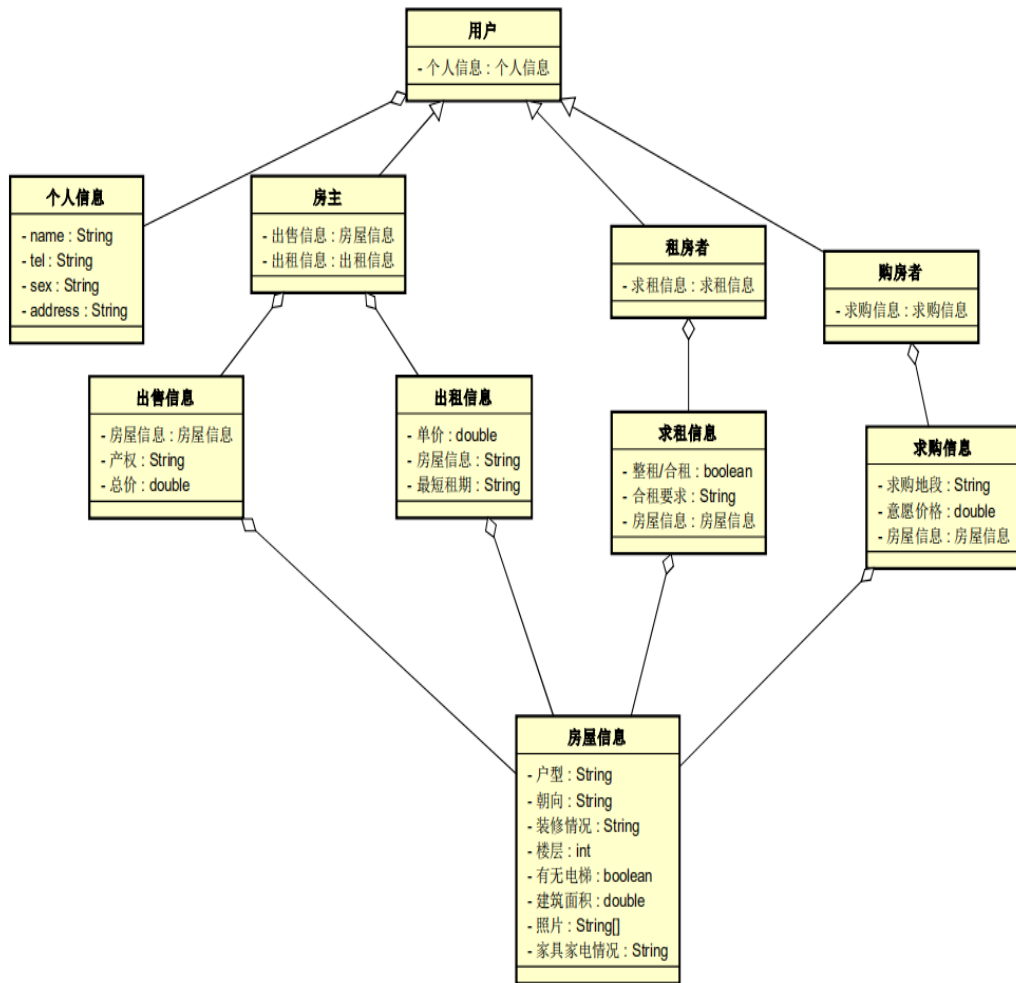 用户
- 个人信息 : 个人信息
个人信息
- name : String
- tel : String
- sex : String
- address : String
房主
- 出售信息 : 房屋信息
- 出租信息 : 出租信息
租房者
- 求租信息 : 求租信息
购房者
- 求购信息 : 求购信息
出售信息
- 房屋信息 : 房屋信息
- 产权 : String
- 总价 : double
出租信息
- 单价 : double
- 房屋信息 : String
- 最短租期 : String
求租信息
- 整租/合租 : boolean
- 合租要求 : String
- 房屋信息 : 房屋信息
求购信息
- 求购地段 : String
- 意愿价格 : double
- 房屋信息 : 房屋信息
房屋信息
- 户型 : String
- 朝向 : String
- 装修情况 : String
- 楼层 : int
- 有无电梯 : boolean
- 建筑面积 : double
- 照片 : String[]
- 家具家电情况 : String